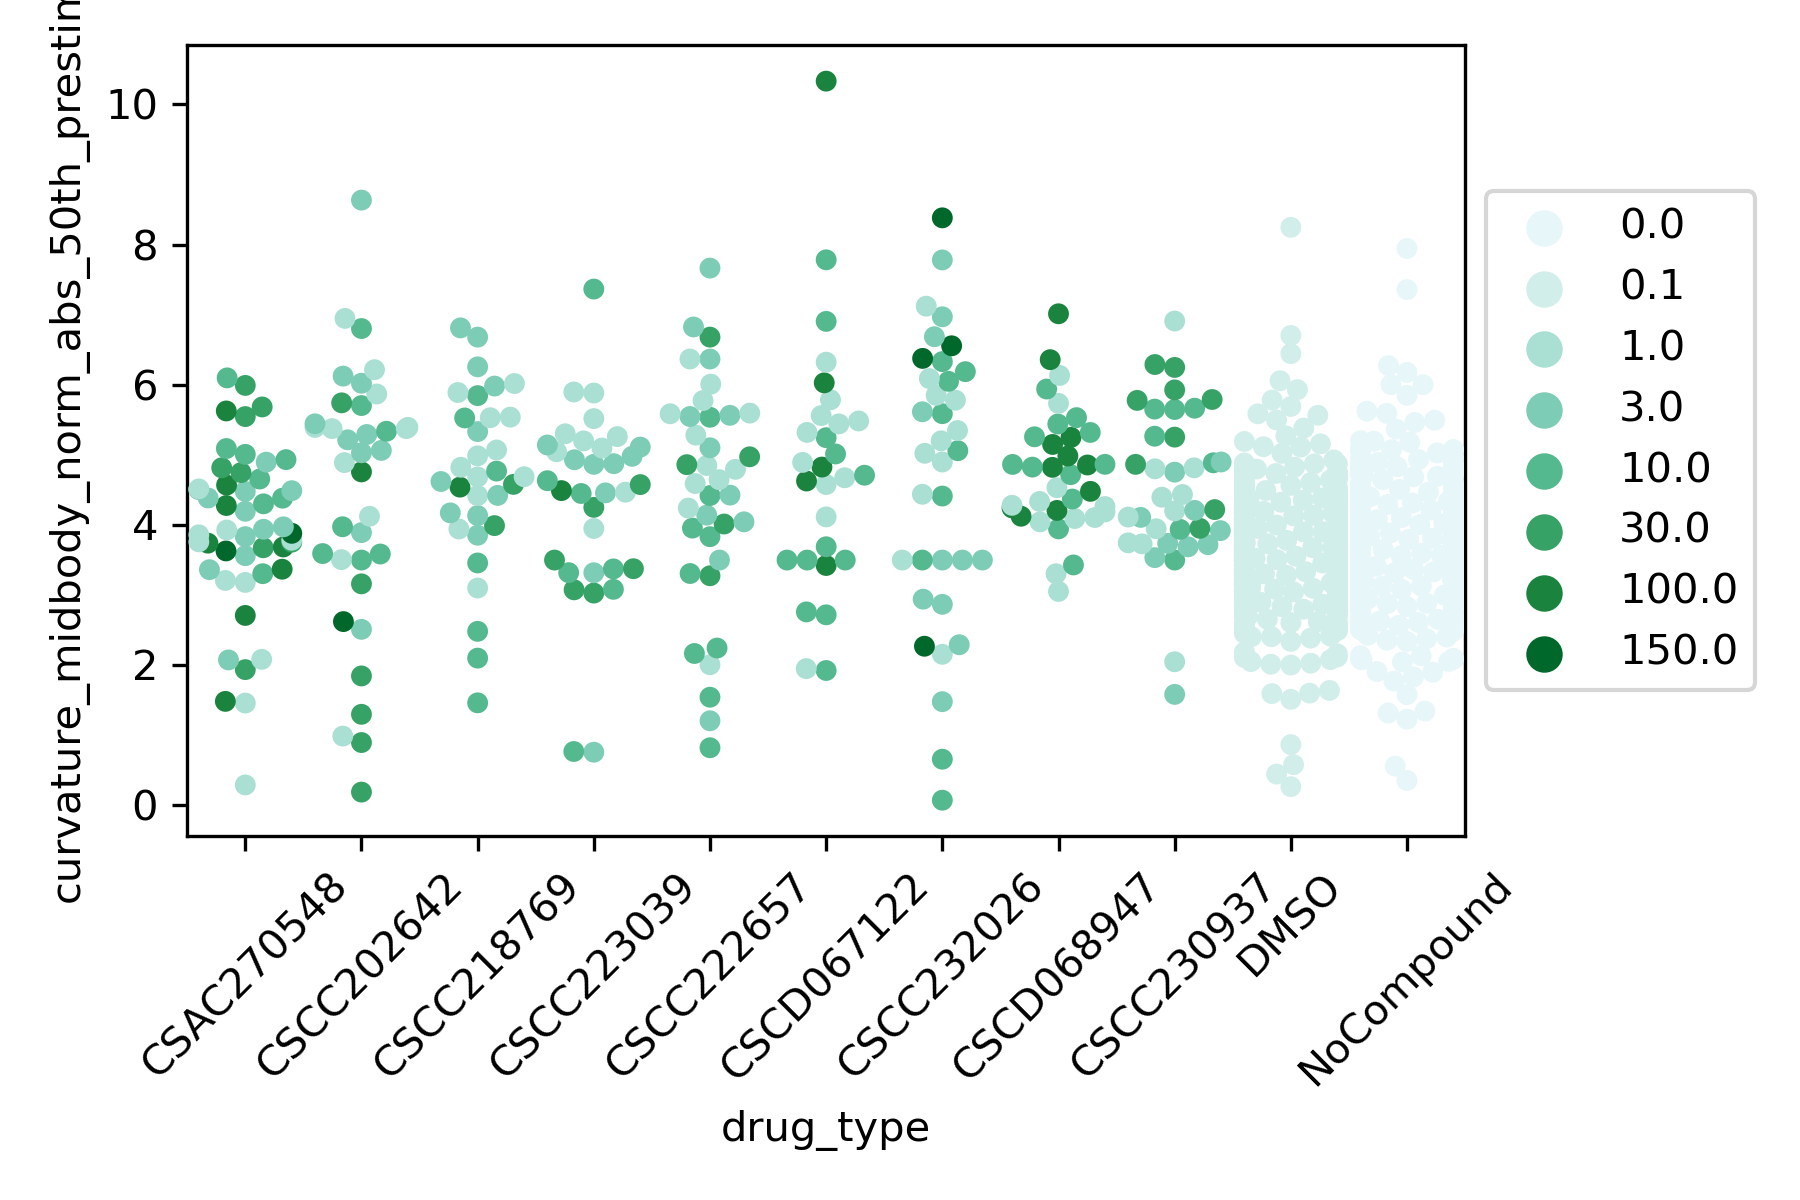 curvature_midbody_norm_abs_50th_prestim
10
8
6
4
2
0
CSAC270548
CSCC202642
CSCC218769
CSCC223039
CSCC222657
CSCD067122
CSCC232026
CSCD068947
CSCC230937
DMSO
NoCompound
drug_type
0.0
0.1
1.0
3.0
10.0
30.0
100.0
150.0